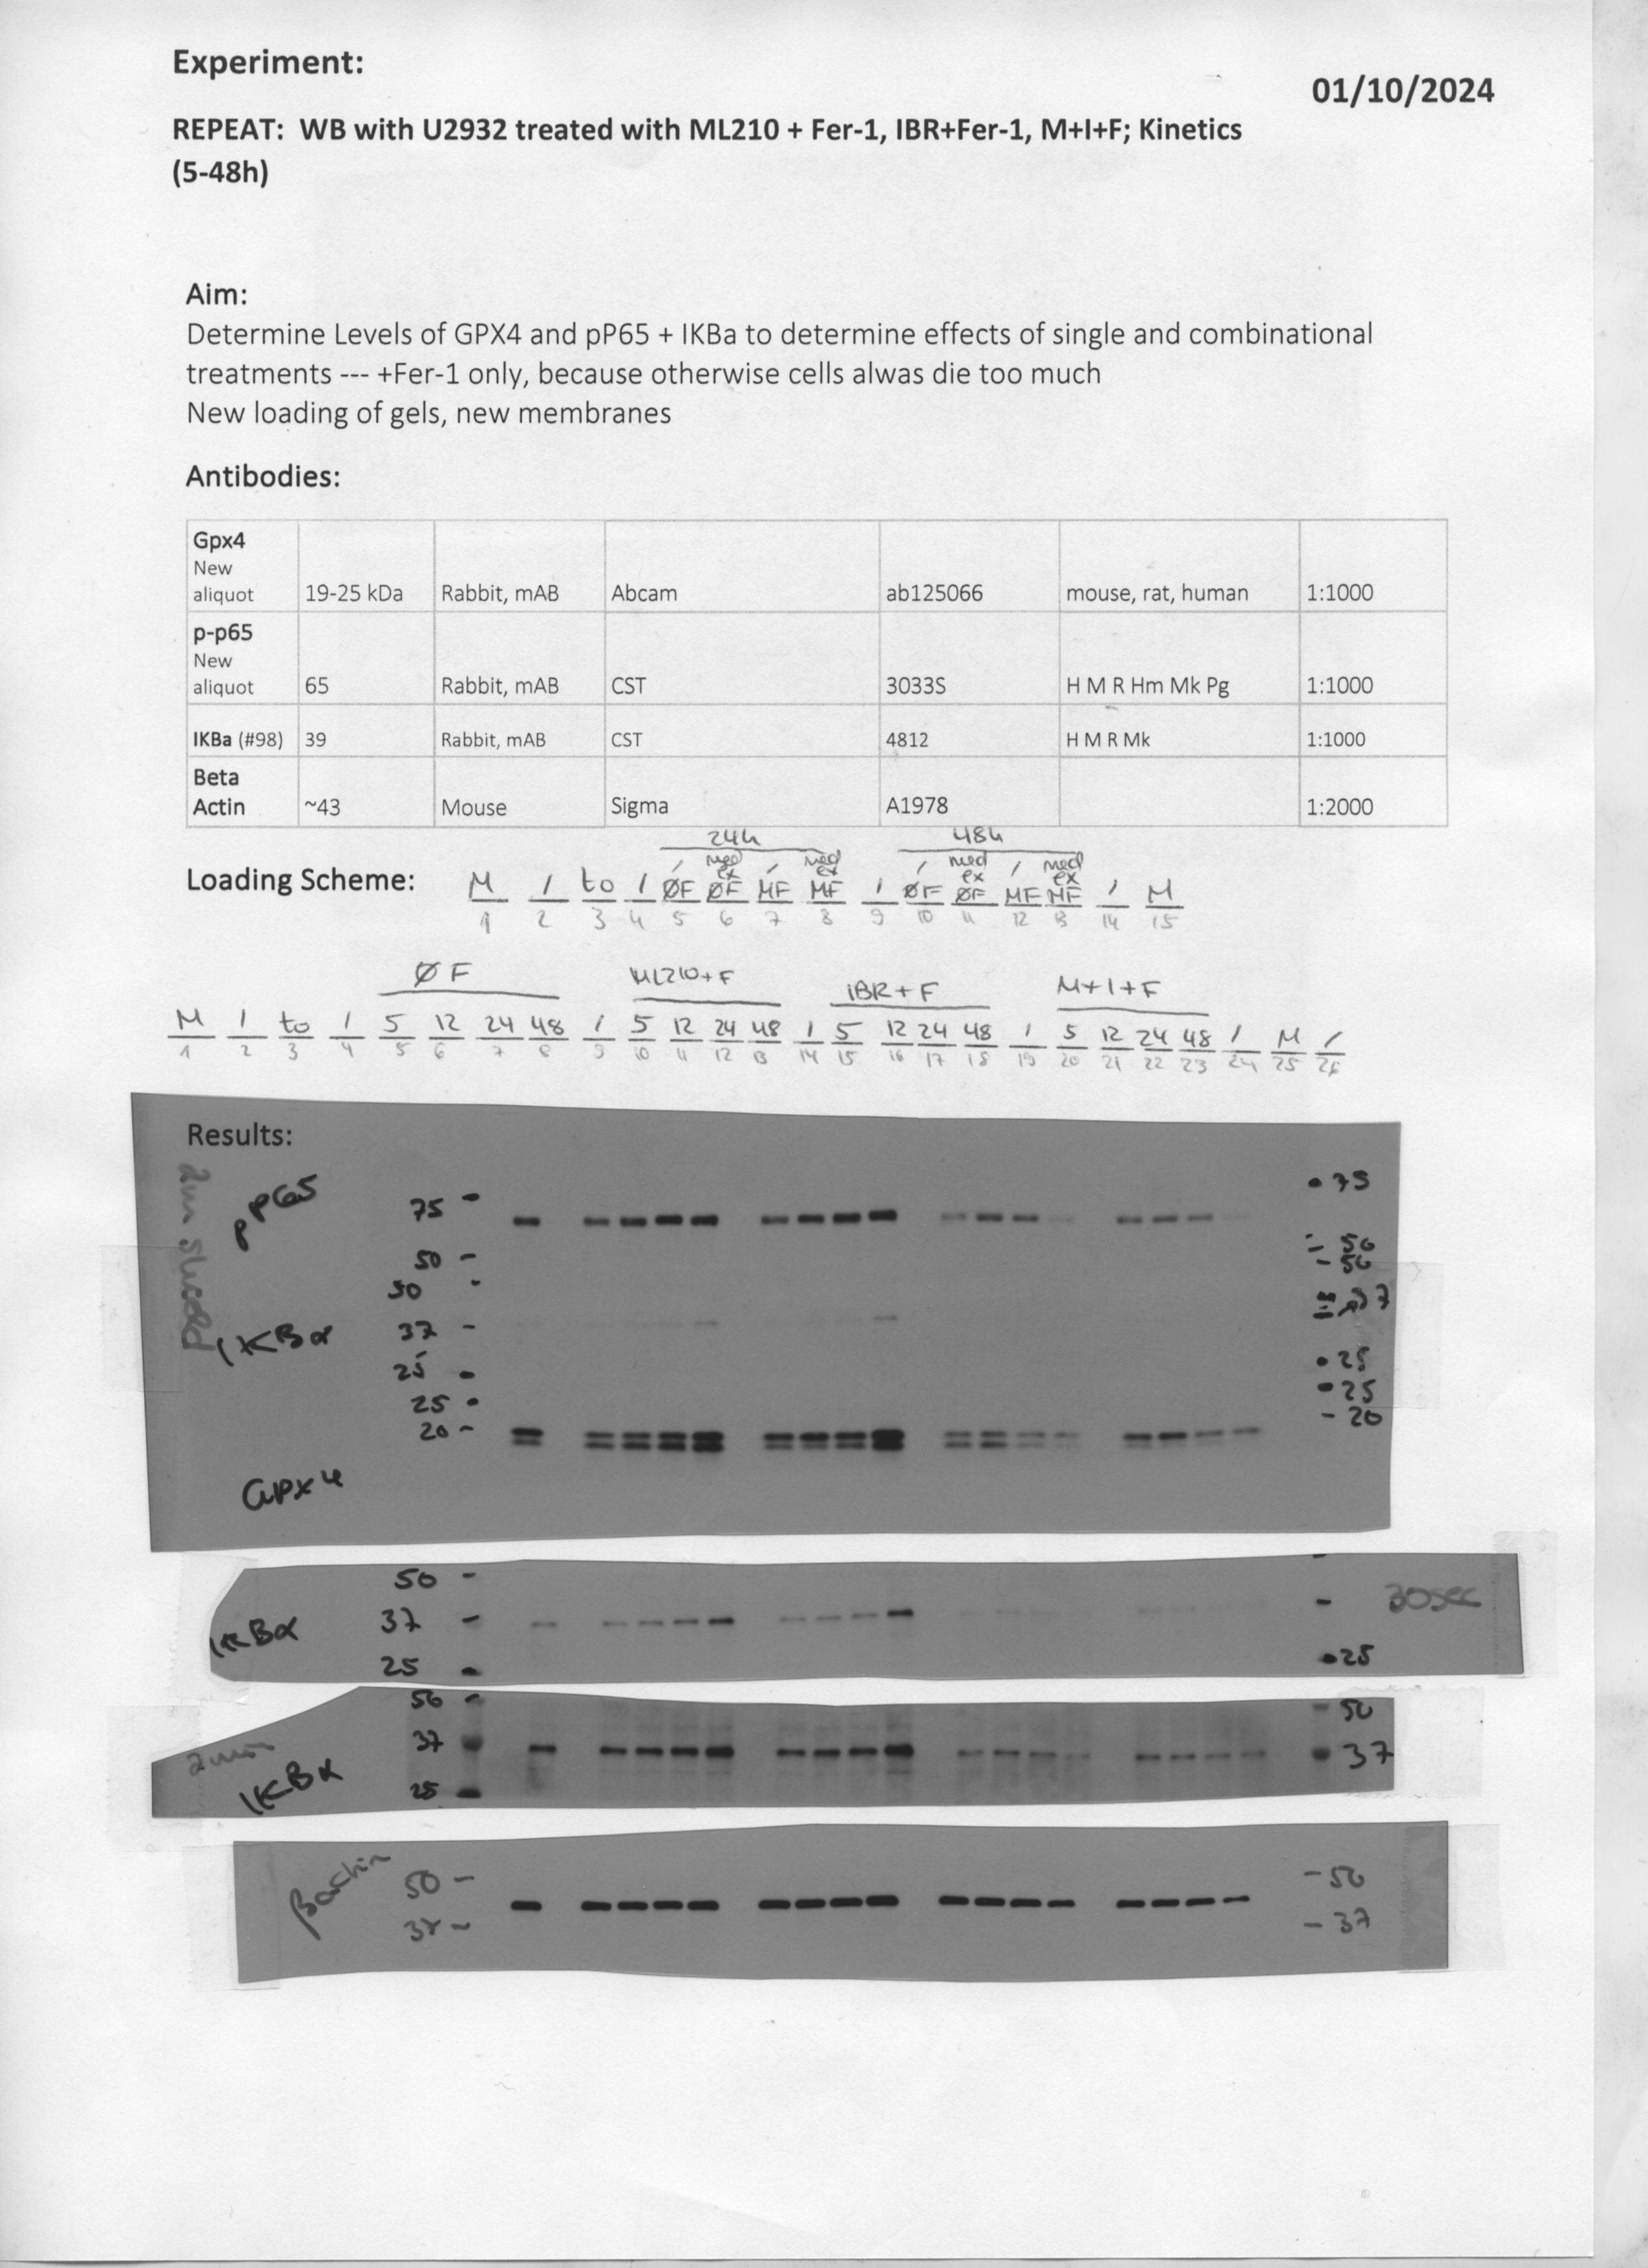 Experiment:
01/10/2024
REPEAT: WB with U2932 treated with ML210 + Fer-1, IBR+Fer-1, M+I+F; Kinetics
(5-48h)
Aim:
Determine Levels of GPX4 and pP65 + IKBa to determine effects of single and combinational
treatments --- +Fer-1 only, because otherwise cells alwas die too much
New loading of gels, new membranes
Antibodies:
Gpx4
New
aliquot 19-25 kDa Rabbit, mAB Abcam ab125066 mouse, rat, human 1:1000
p-p65
New
aliquot 65 Rabbit, mAB CST 3033S H M R Hm Mk Pg 1:1000
IKBa (#98) 39 Rabbit, mAB CST 4812 H M R Mk 1:1000
Beta
Actin ~43 Mouse Sigma A1978 1:2000
24h 48h
/ med ex / med ex / med ex / med ex
Loading Scheme: M / to / ØF ØF MF MF / ØF ØF MF MF / M
1 2 3 4 5 6 7 8 9 10 11 12 13 14 15
ØF ML210+F iBR+F M+I+F
M / to / 5 12 24 48 / 5 12 24 48 / 5 12 24 48 / 5 12 24 48 / M /
1 2 3 4 5 6 7 8 9 10 11 12 13 14 15 16 17 18 19 20 21 22 23 24 25 26
Results:
pP65 75 75
50 50
50 50
IKBα 37 37
25 25
25 25
20 20
GPX4
50
IKBα 37 30sec
25 25
50 50
2min 37 37
IKBα 25
βactin 50 50
37 37